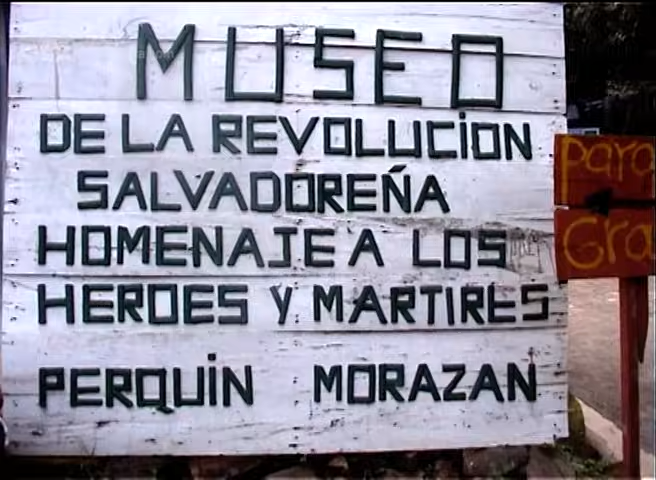 MUSEO
DE LA REVOLUCION
SALVADOREÑA
HOMENAJE A LOS
HEROES Y MARTIRES
PERQUIN MORAZAN
para
Gra